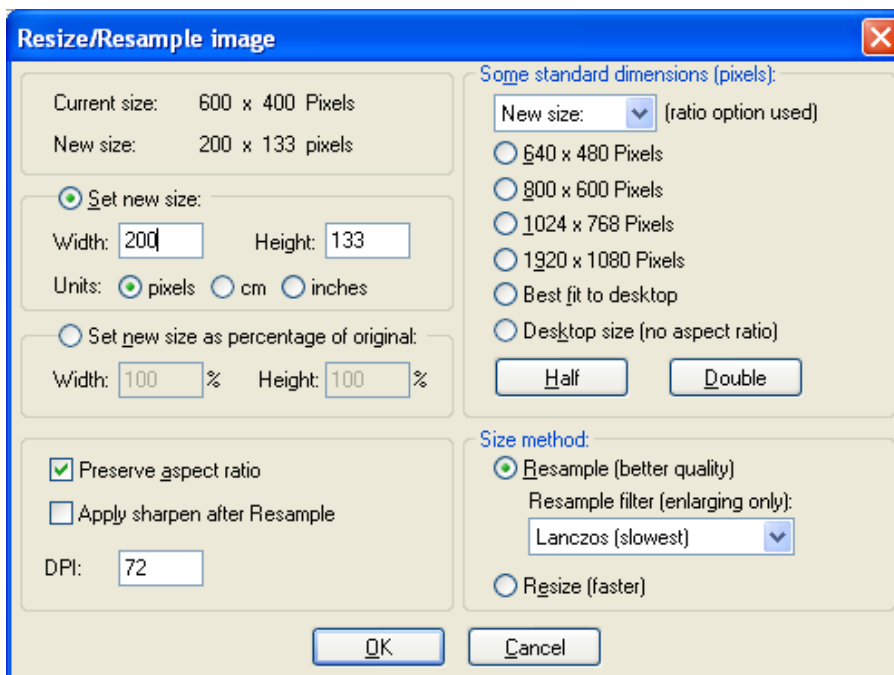 Resize/Resample image
Current size: 600 x 400 Pixels
New size: 200 x 133 pixels
Set new size:
Width: 200 Height: 133
Units: pixels cm inches
Set new size as percentage of original:
Width: 100 % Height: 100 %
Preserve aspect ratio
Apply sharpen after Resample
DPI: 72
Some standard dimensions (pixels):
New size: (ratio option used)
640 x 480 Pixels
800 x 600 Pixels
1024 x 768 Pixels
1920 x 1080 Pixels
Best fit to desktop
Desktop size (no aspect ratio)
Half Double
Size method:
Resample (better quality)
Resample filter (enlarging only):
Lanczos (slowest)
Resize (faster)
OK Cancel